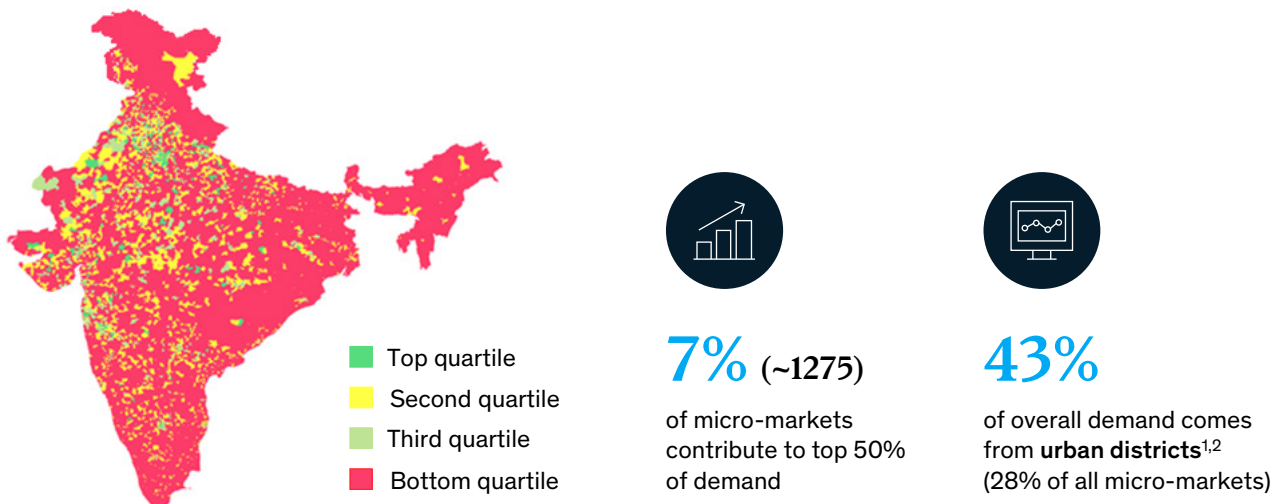 Top quartile
Second quartile
Third quartile
Bottom quartile
7% (~1275)
of micro-markets
contribute to top 50%
of demand
43%
of overall demand comes
from urban districts1,2
(28% of all micro-markets)